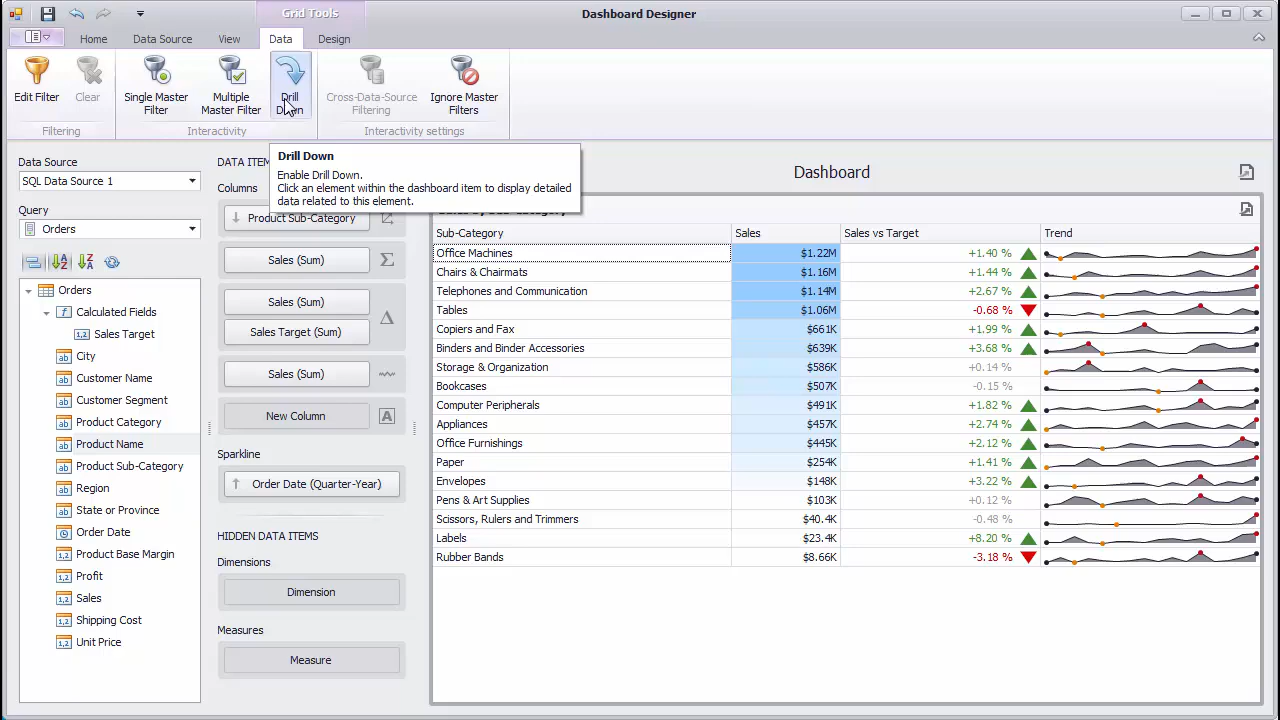 Grid Tools
Dashboard Designer
Home
Data Source
View
Data
Design
Edit Filter
Clear
Single Master
Filter
Multiple
Master Filter
Drill
Down
Cross-Data-Source
Filtering
Ignore Master
Filters
Filtering
Interactivity
Interactivity settings
Drill Down
Enable Drill Down.
Click an element within the dashboard item to display detailed
data related to this element.
Data Source
SQL Data Source 1
Query
Orders
Orders
Calculated Fields
Sales Target
City
Customer Name
Customer Segment
Product Category
Product Name
Product Sub-Category
Region
State or Province
Order Date
Product Base Margin
Profit
Sales
Shipping Cost
Unit Price
DATA ITEM
Columns
Product Sub-Category
Sales (Sum)
Sales (Sum)
Sales Target (Sum)
Sales (Sum)
New Column
Sparkline
Order Date (Quarter-Year)
HIDDEN DATA ITEMS
Dimensions
Dimension
Measures
Measure
Dashboard
Sub-Category Sales Sales vs Target Trend
Office Machines $1.22M +1.40 %
Chairs & Chairmats $1.16M +1.44 %
Telephones and Communication $1.14M +2.67 %
Tables $1.06M -0.68 %
Copiers and Fax $661K +1.99 %
Binders and Binder Accessories $639K +3.68 %
Storage & Organization $586K +0.14 %
Bookcases $507K -0.15 %
Computer Peripherals $491K +1.82 %
Appliances $457K +2.74 %
Office Furnishings $445K +2.12 %
Paper $254K +1.41 %
Envelopes $148K +3.22 %
Pens & Art Supplies $103K +0.12 %
Scissors, Rulers and Trimmers $40.4K -0.48 %
Labels $23.4K +8.20 %
Rubber Bands $8.66K -3.18 %